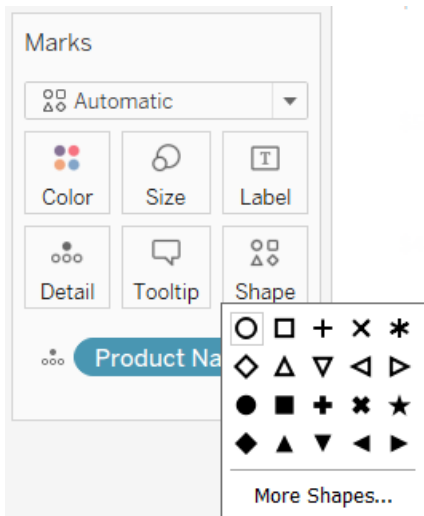 Marks
Automatic
Color Size Label
T
Detail Tooltip Shape
Product Na
More Shapes...